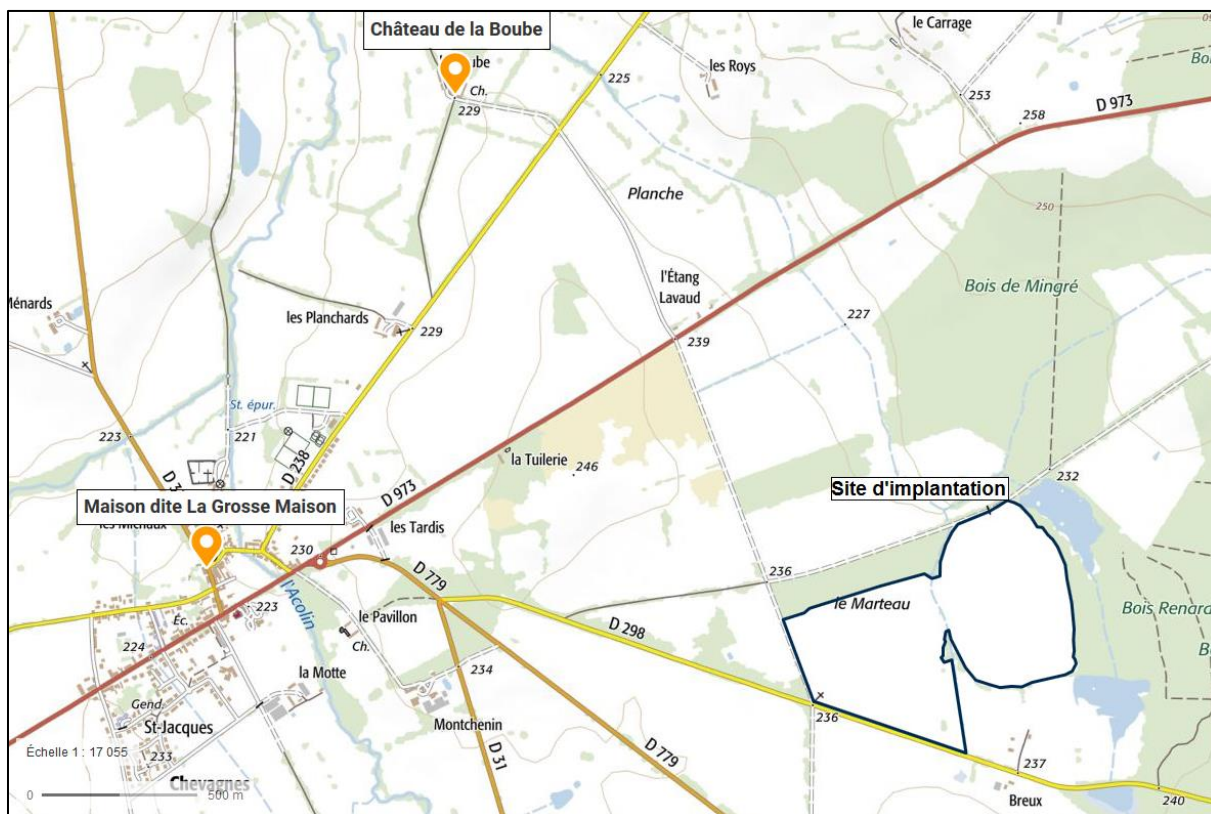 Château de la Boube
Ch.
229
225
les Roys
le Carrage
253
258
D 973
Planche
250
Bois de Mingré
l'Étang
Lavaud
239
227
Ménards
les Planchards
229
St. épur.
221
223
D 238
la Tuilerie
246
D 973
Site d'implantation
232
Maison dite La Grosse Maison
les Michaux
les Tardis
230
D 779
236
l'Acolin
223
le Pavillon
le Marteau
Bois Renard
Éc.
D 298
Ch.
224
234
la Motte
Gend.
Montchenin
236
St-Jacques
D 31
D 779
Échelle 1 : 17 055
233
237
Chevagnes
Breux
240
0
500 m